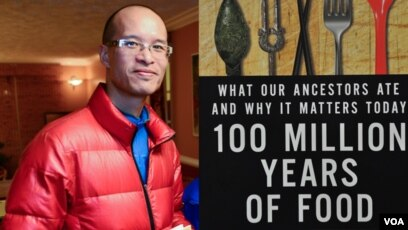 WHAT OUR ANCESTORS ATE
AND WHY IT MATTERS TODAY
100 MILLION
YEARS
OF FOOD
VOA